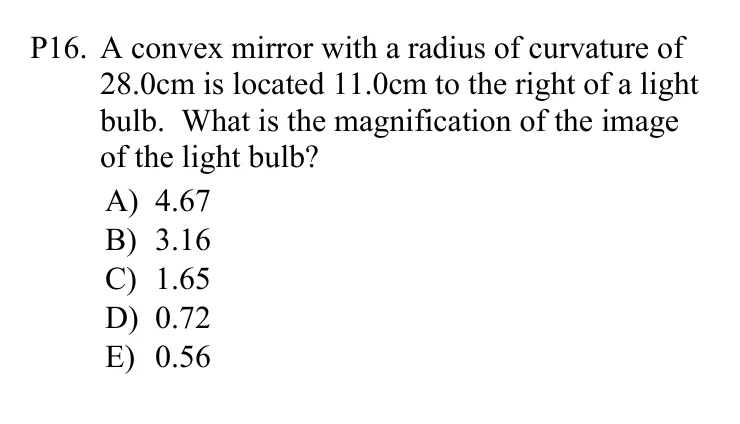 P16. A convex mirror with a radius of curvature of
28.0cm is located 11.0cm to the right of a light
bulb. What is the magnification of the image
of the light bulb?
A) 4.67
B) 3.16
C) 1.65
D) 0.72
E) 0.56